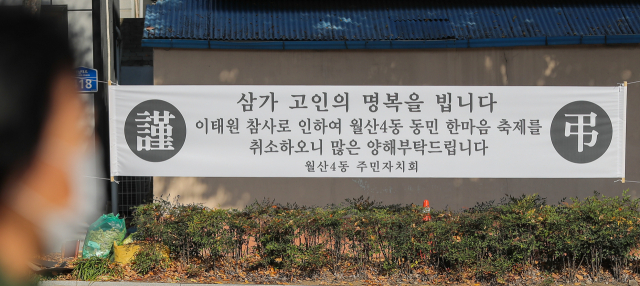 삼가 고인의 명복을 빕니다
謹
이태원 참사로 인하여 월산4동 동민 한마음 축제를
취소하오니 많은 양해부탁드립니다
弔
월산4동 주민자치회
18